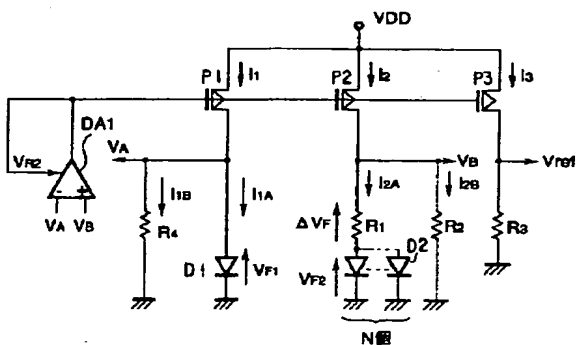 VDD
P1
I1
P2
I2
P3
I3
DA1
VR2
VA
VB
Vref
I1B
I1A
I2A
I2B
- +
VA VB
R4
ΔVF
R1
R2
R3
D1
VF1
D2
VF2
N個